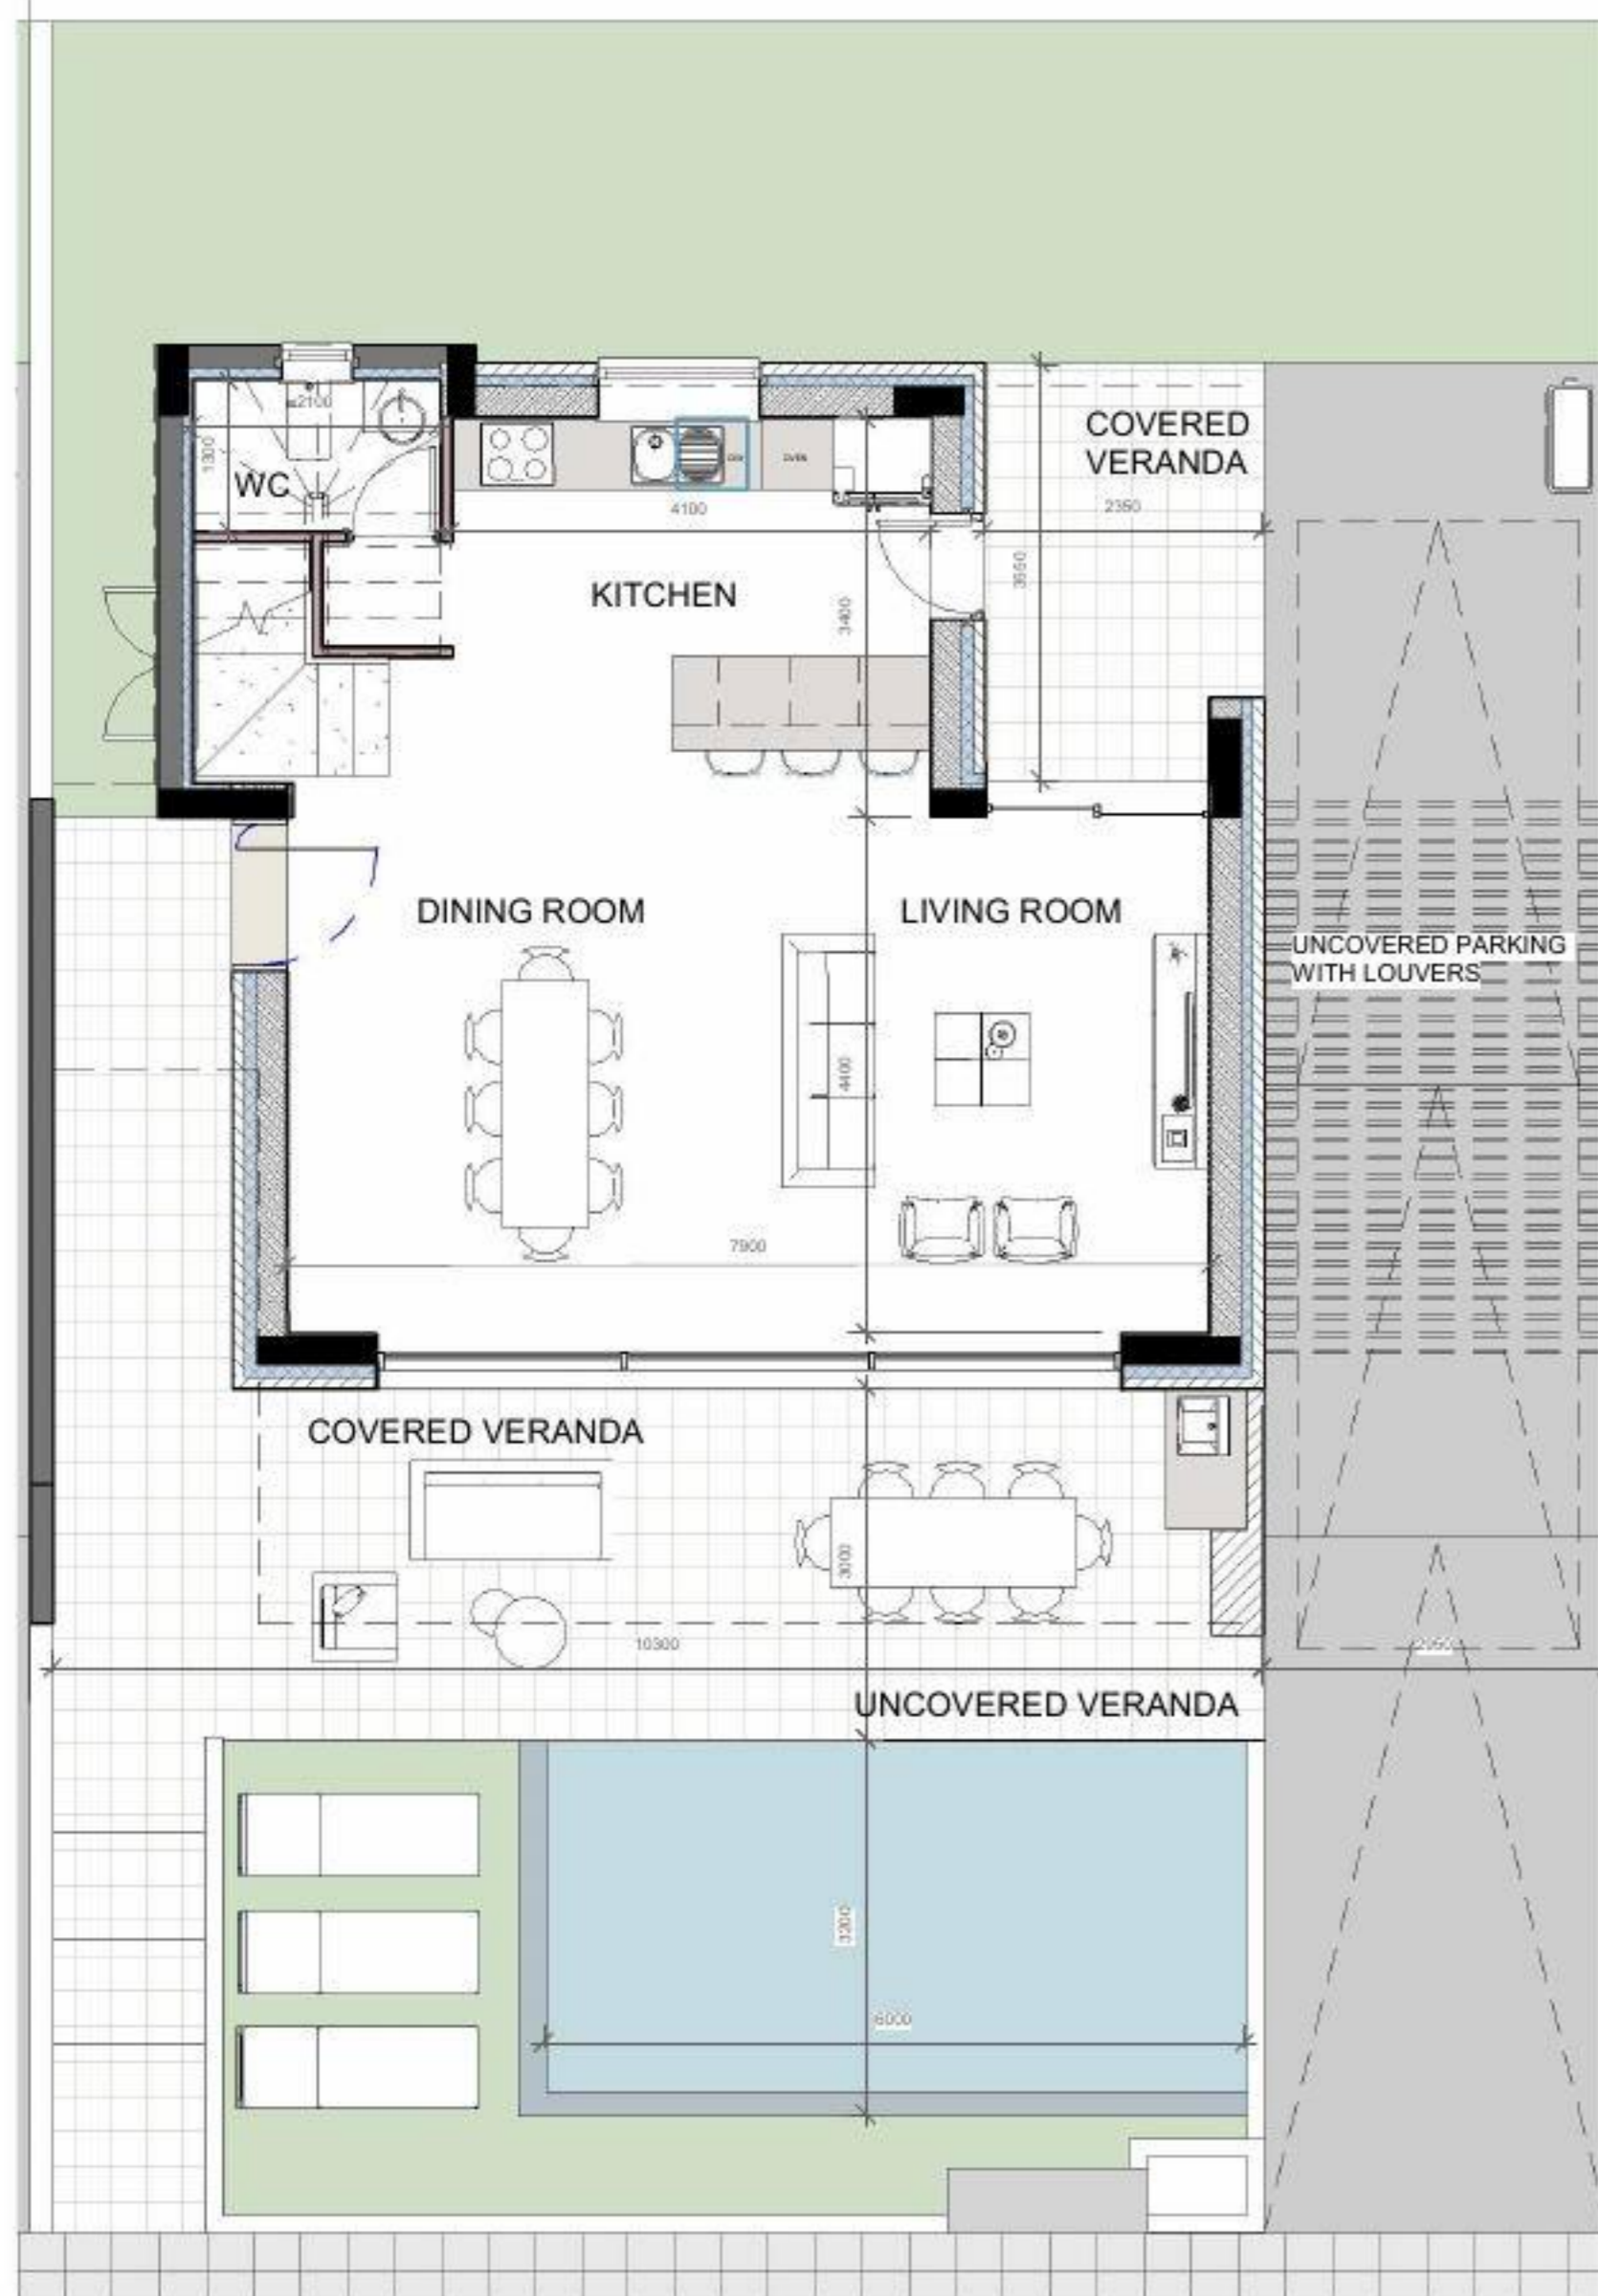 COVERED
VERANDA
2100
1300
WC
OVEN
4100
2350
KITCHEN
3400
DINING ROOM
LIVING ROOM
UNCOVERED PARKING
WITH LOUVERS
4400
7900
COVERED VERANDA
3000
10300
UNCOVERED VERANDA
3200
6000